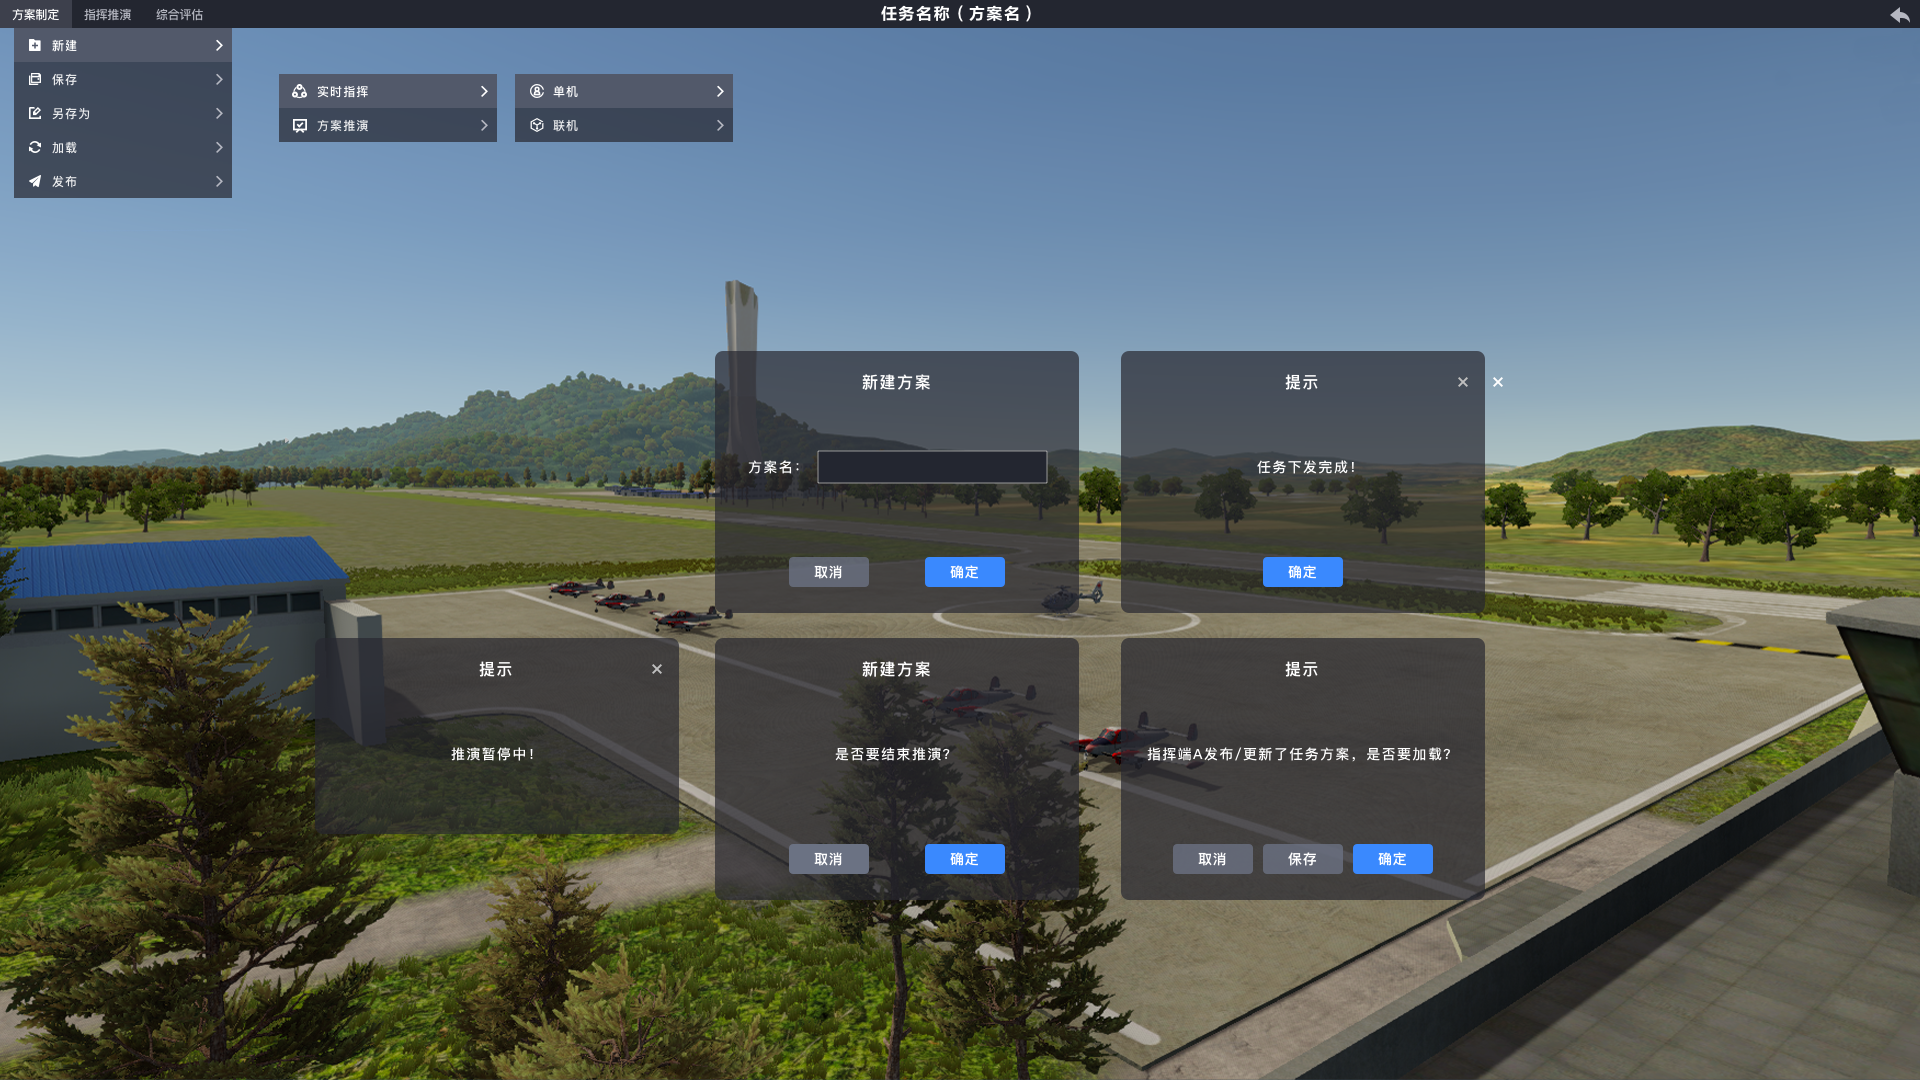 方案制定 指挥推演 综合评估 任务名称（方案名）
新建
保存
另存为
加载
发布
实时指挥
方案推演
单机
联机
新建方案
方案名：
取消 确定
提示
任务下发完成！
确定
提示
推演暂停中！
新建方案
是否要结束推演？
取消 确定
提示
指挥端A发布/更新了任务方案，是否要加载？
取消 保存 确定